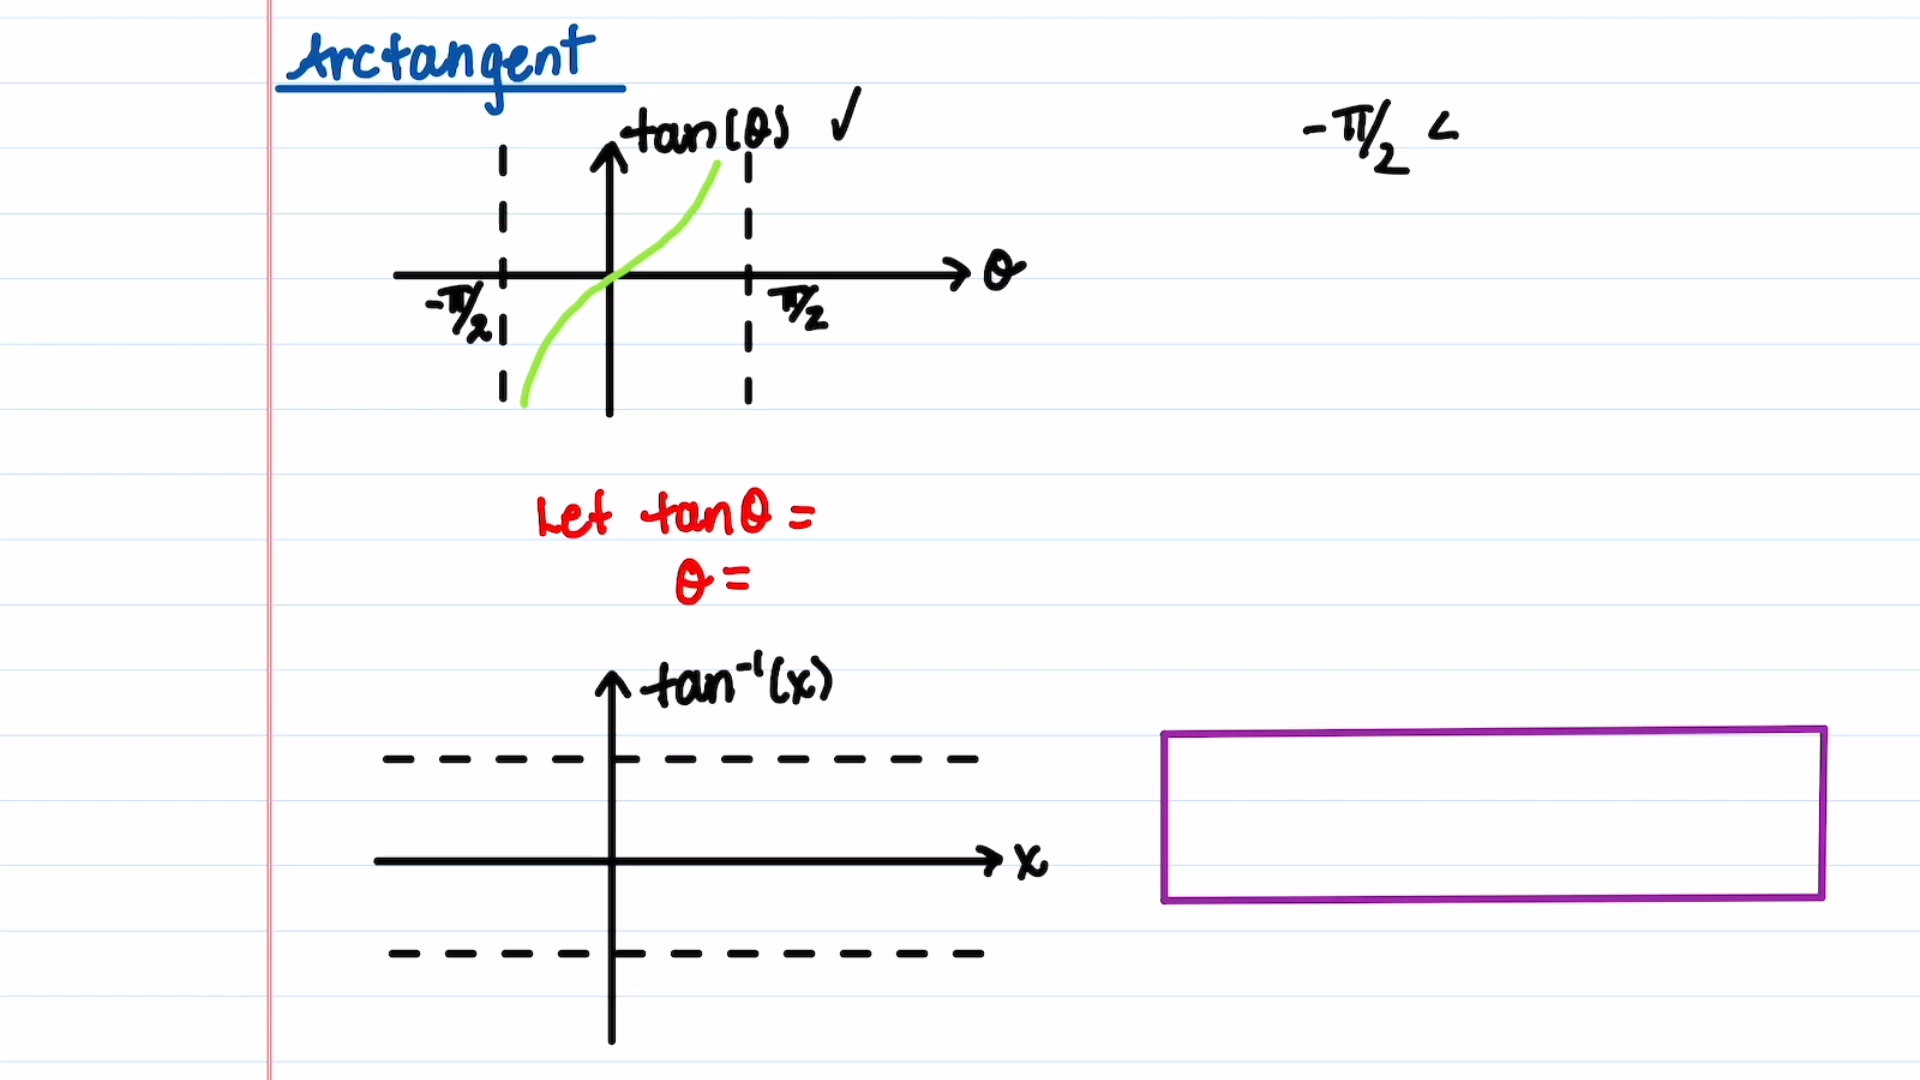 Arctangent
tan(θ) ✓
-π/2 <
θ
-π/2
π/2
Let tanθ =
θ =
tan⁻¹(x)
x